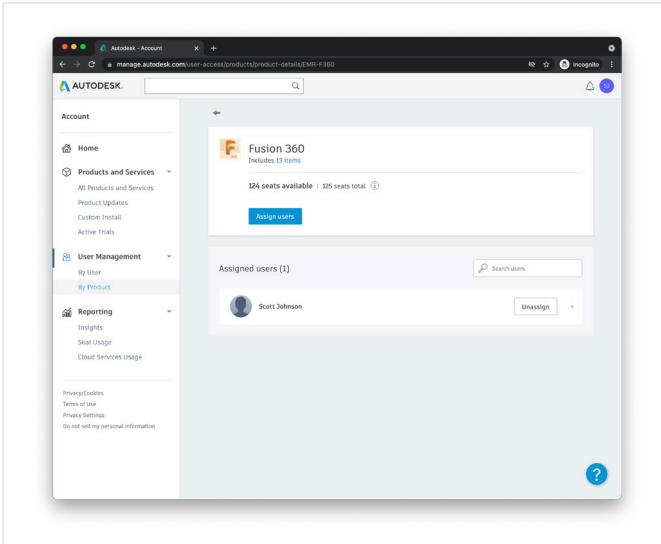 Autodesk - Account
manage.autodesk.com/user-access/products/product-details/EMR-F360
Incognito
AUTODESK.
SJ
Account
Home
Products and Services
All Products and Services
Product Updates
Custom Install
Active Trials
User Management
By User
By Product
Reporting
Insights
Seat Usage
Cloud Services Usage
Privacy/Cookies
Terms of Use
Privacy Settings
Do not sell my personal information
F
Fusion 360
Includes 13 items
124 seats available | 125 seats total
Assign users
Assigned users (1)
Search users
Scott Johnson
Unassign
?